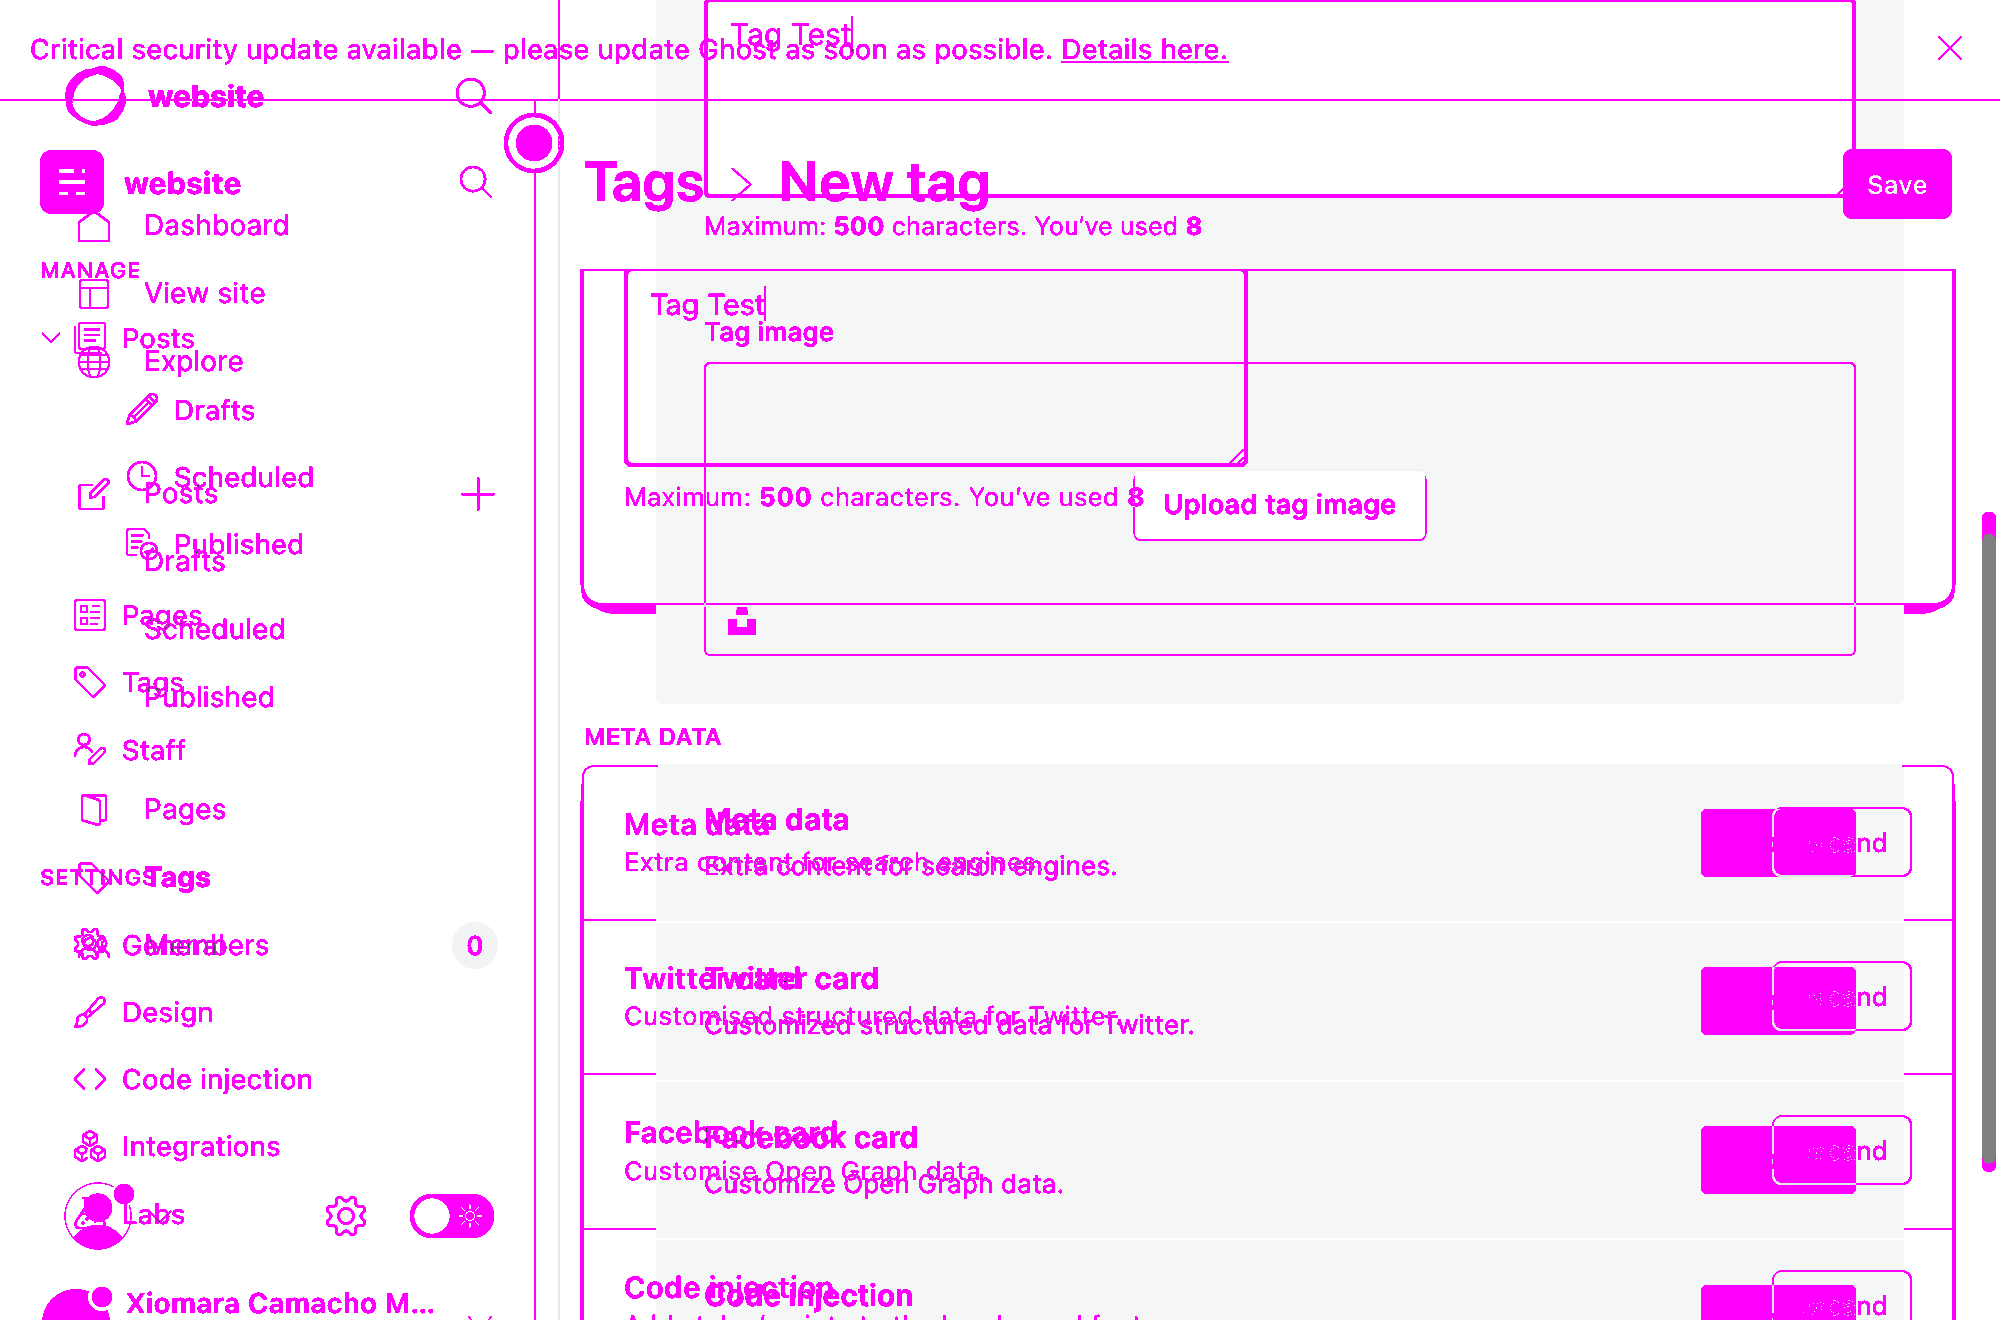 Tag Test
Critical security update available — please update Ghost as soon as possible. Details here.
website
website
Tags > New tag
Save
Dashboard
Maximum: 500 characters. You've used 8
MANAGE
View site
Tag Test
Tag image
Posts
Explore
Drafts
Scheduled
Posts
Maximum: 500 characters. You've used 8
Upload tag image
Published
Drafts
Pages
Scheduled
Tags
Published
META DATA
Staff
Pages
Meta data
Meta data
Extra content for search engines.
Extra content for search engines.
SETTINGS
Tags
General
Members
0
Twitter card
Twitter card
Customised structured data for Twitter.
Customized structured data for Twitter.
Design
Code injection
Facebook card
Facebook card
Integrations
Customise Open Graph data.
Customize Open Graph data.
Labs
Code injection
Code injection
Xiomara Camacho M...